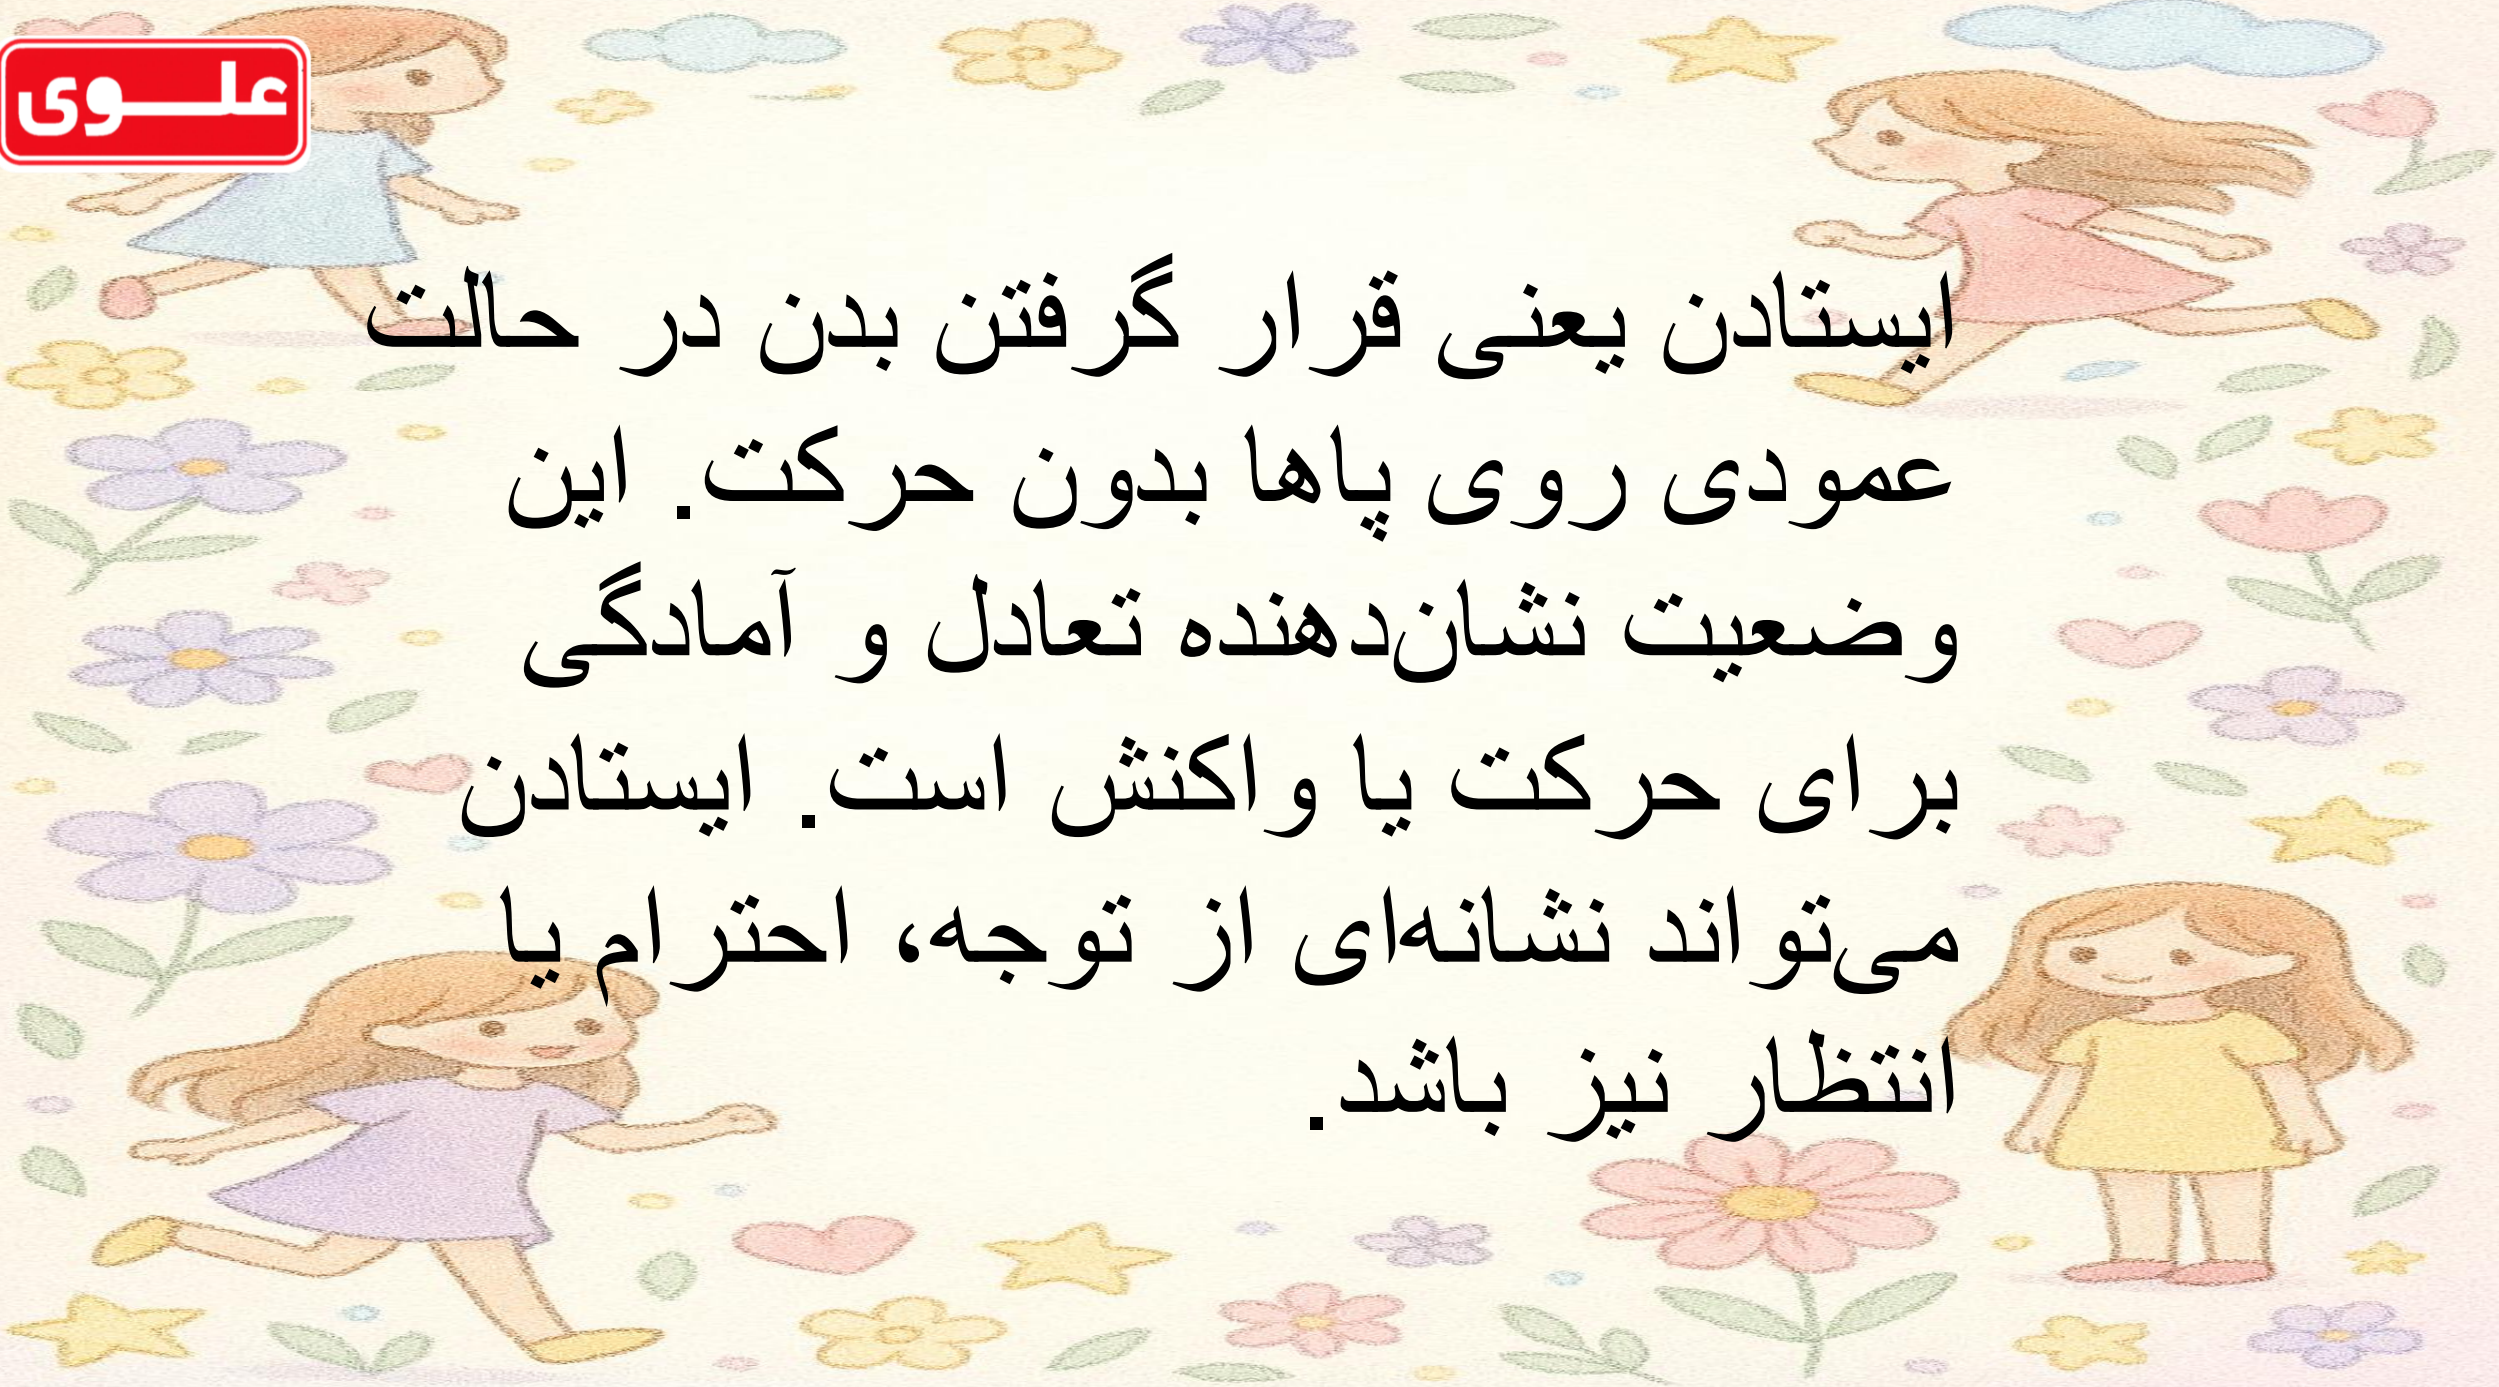 علوی
ایستادن یعنی قرار گرفتن بدن در حالت
عمودی روی پاها بدون حرکت. این
وضعیت نشان‌دهنده تعادل و آمادگی
برای حرکت یا واکنش است. ایستادن
می‌تواند نشانه‌ای از توجه، احترام یا
انتظار نیز باشد.